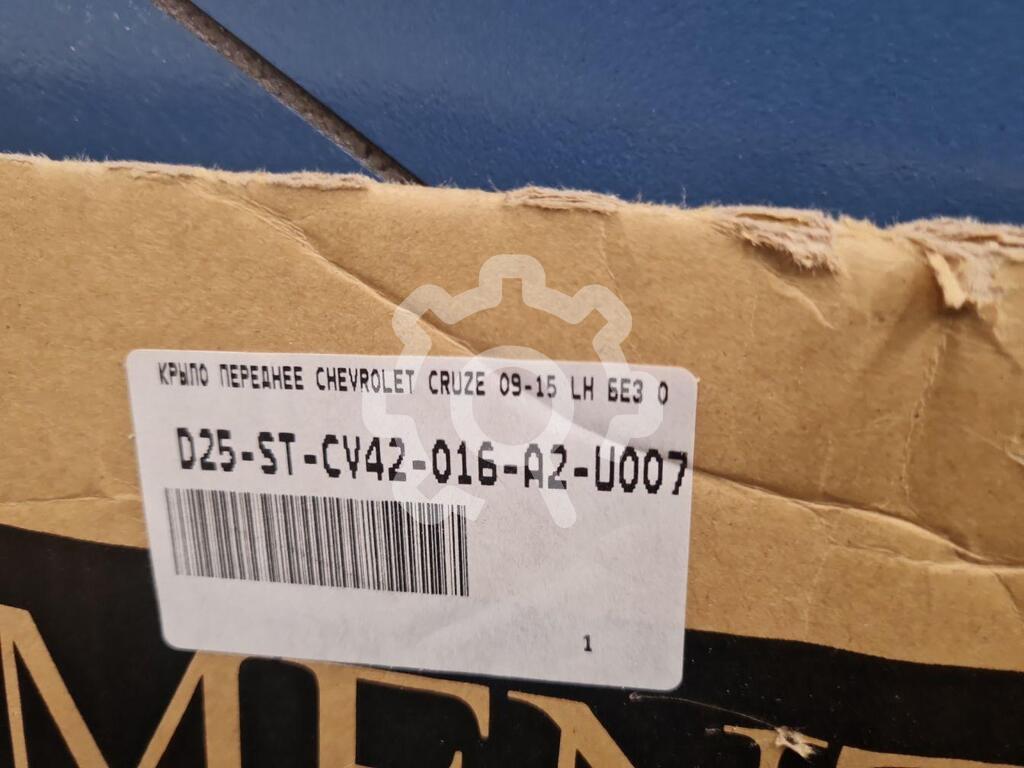 КРЫЛО ПЕРЕДНЕЕ CHEVROLET CRUZE 09-15 LH БЕЗ О
D25-ST-CV42-016-A2-U007
1